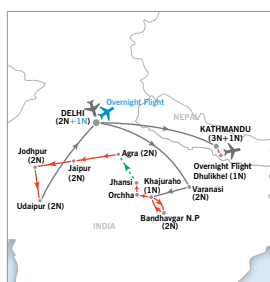 Overnight Flight
NEPAL
DELHI
(2N+1N)
KATHMANDU
(3N+1N)
Jodhpur
(2N)
Agra (2N)
Overnight Flight
Dhulikhel (1N)
Jaipur
(2N)
Jhansi
Khajuraho
(1N)
Varanasi
(2N)
Orchha
Udaipur (2N)
Bandhavgar N.P
(2N)
INDIA